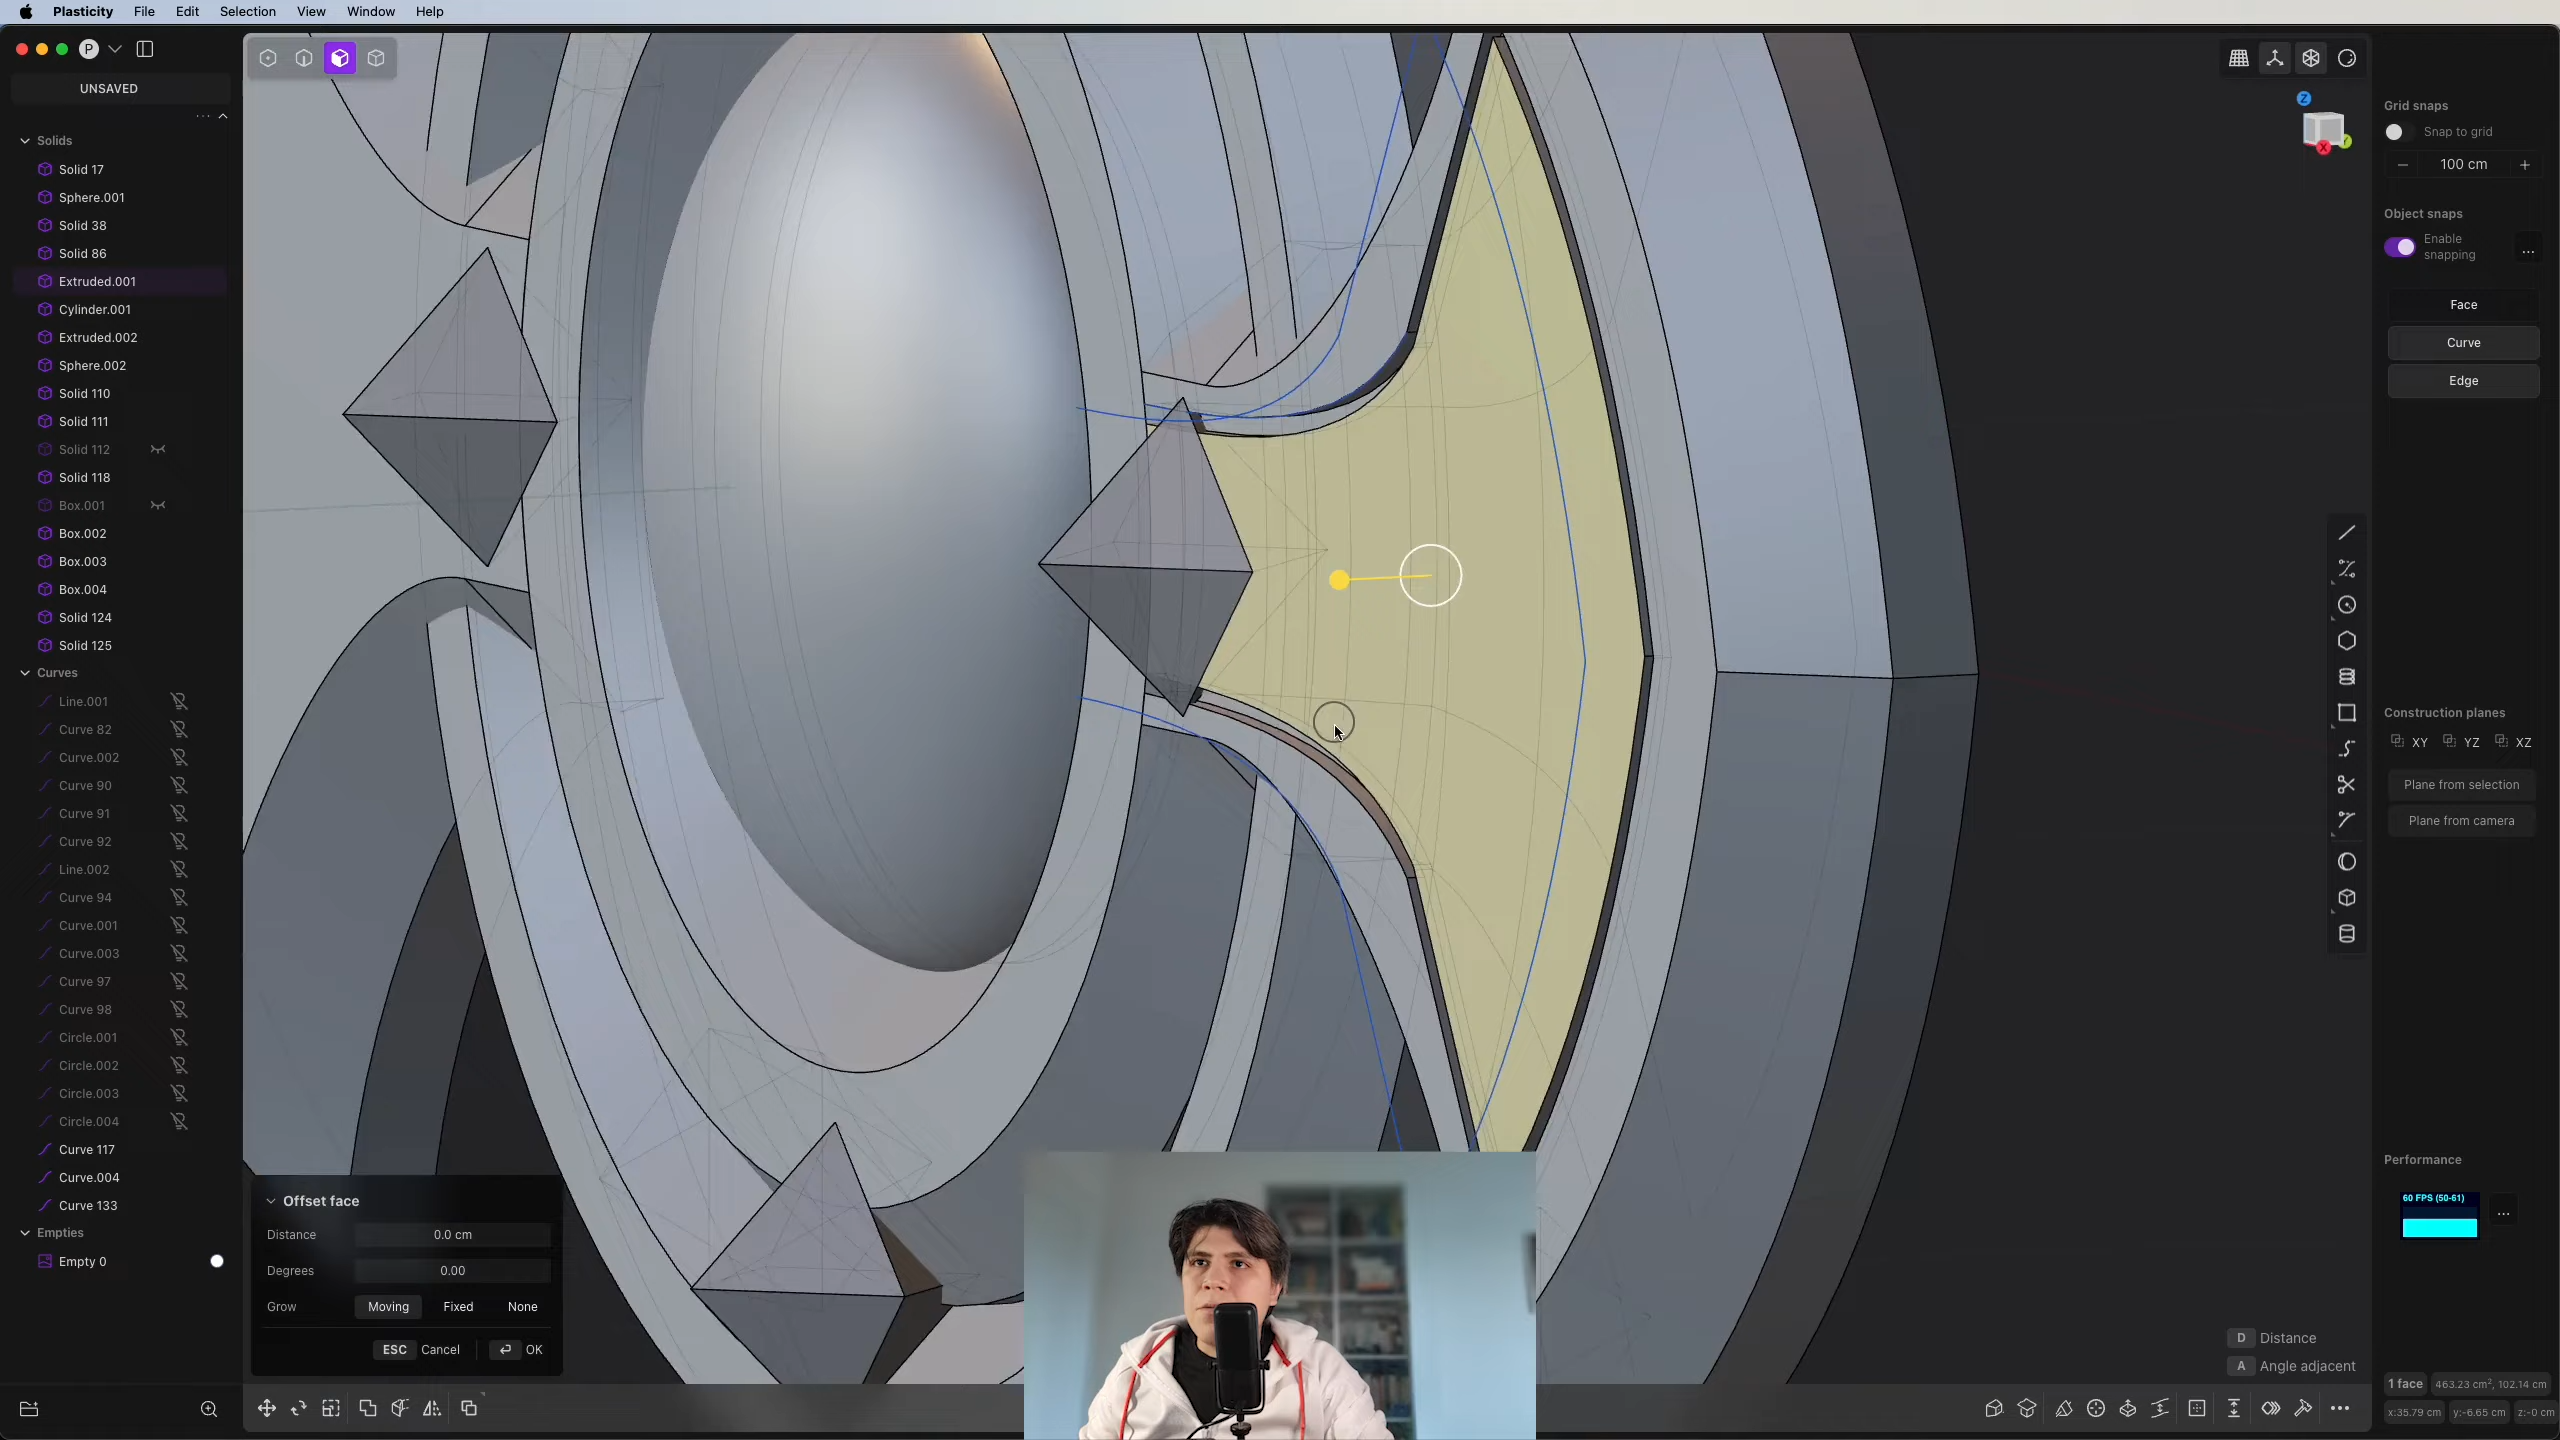 Plasticity File Edit Selection View Window Help
P
UNSAVED
Solids
Solid 17
Sphere.001
Solid 38
Solid 86
Extruded.001
Cylinder.001
Extruded.002
Sphere.002
Solid 110
Solid 111
Solid 112
Solid 118
Box.001
Box.002
Box.003
Box.004
Solid 124
Solid 125
Curves
Line.001
Curve 82
Curve.002
Curve 90
Curve 91
Curve 92
Line.002
Curve 94
Curve.001
Curve.003
Curve 97
Curve 98
Circle.001
Circle.002
Circle.003
Circle.004
Curve 117
Curve.004
Curve 133
Empties
Empty 0
Offset face
Distance 0.0 cm
Degrees 0.00
Grow Moving Fixed None
ESC Cancel OK
Z
X
Y
Grid snaps
Snap to grid
− 100 cm +
Object snaps
Enable
snapping
...
Face
Curve
Edge
Construction planes
XY YZ XZ
Plane from selection
Plane from camera
Performance
60 FPS (50-61)
...
D Distance
A Angle adjacent
1 face 463.23 cm², 102.14 cm
x:35.79 cm y:-6.65 cm z:-0 cm